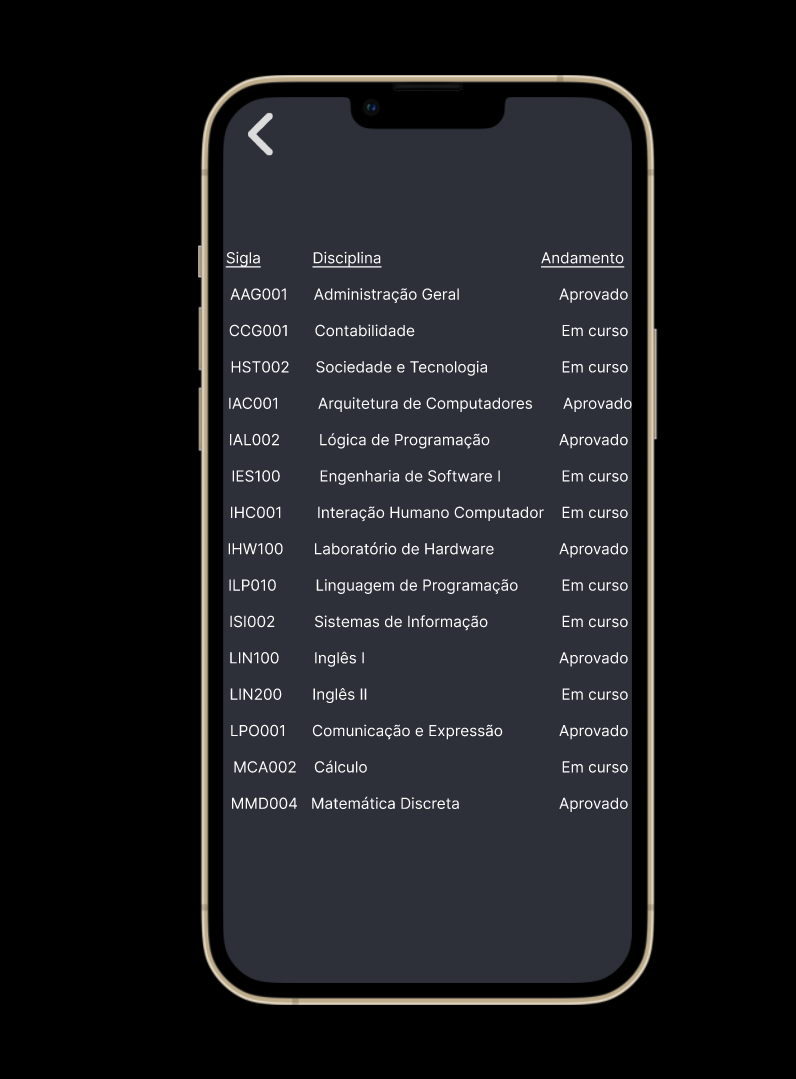 Sigla Disciplina Andamento
AAG001 Administração Geral Aprovado
CCG001 Contabilidade Em curso
HST002 Sociedade e Tecnologia Em curso
IAC001 Arquitetura de Computadores Aprovado
IAL002 Lógica de Programação Aprovado
IES100 Engenharia de Software I Em curso
IHC001 Interação Humano Computador Em curso
IHW100 Laboratório de Hardware Aprovado
ILP010 Linguagem de Programação Em curso
ISI002 Sistemas de Informação Em curso
LIN100 Inglês I Aprovado
LIN200 Inglês II Em curso
LPO001 Comunicação e Expressão Aprovado
MCA002 Cálculo Em curso
MMD004 Matemática Discreta Aprovado